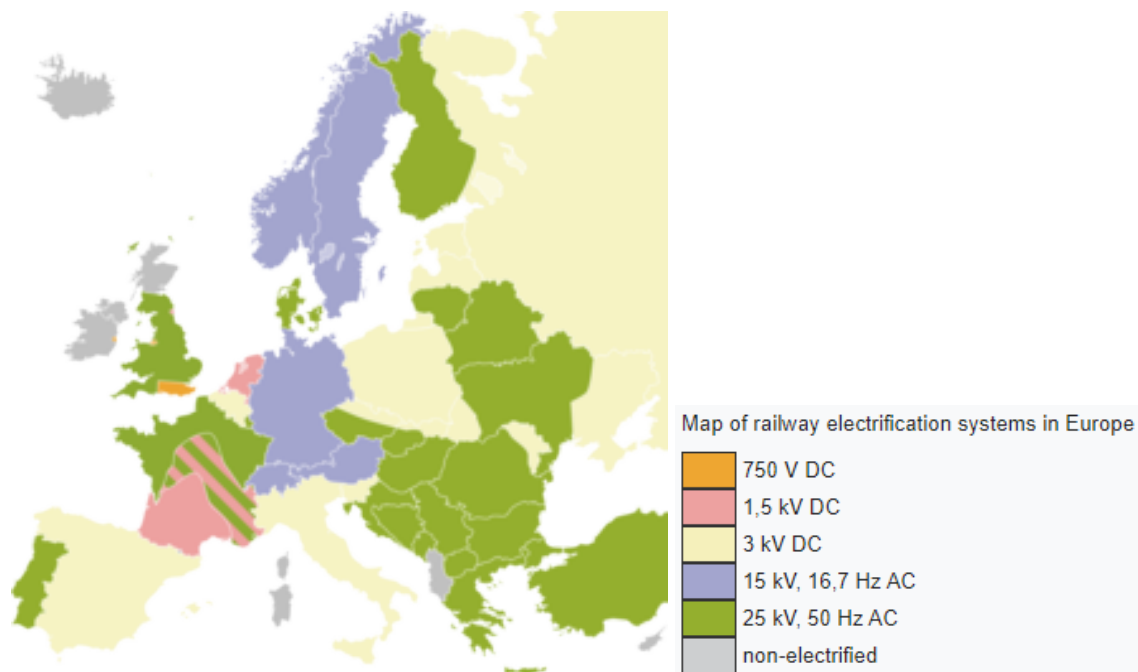 Map of railway electrification systems in Europe
750 V DC
1,5 kV DC
3 kV DC
15 kV, 16,7 Hz AC
25 kV, 50 Hz AC
non-electrified